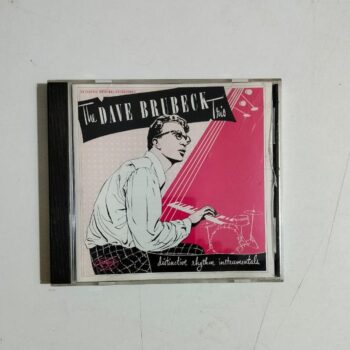 The DAVE BRUBECK Trio
distinctive rhythm instrumentals